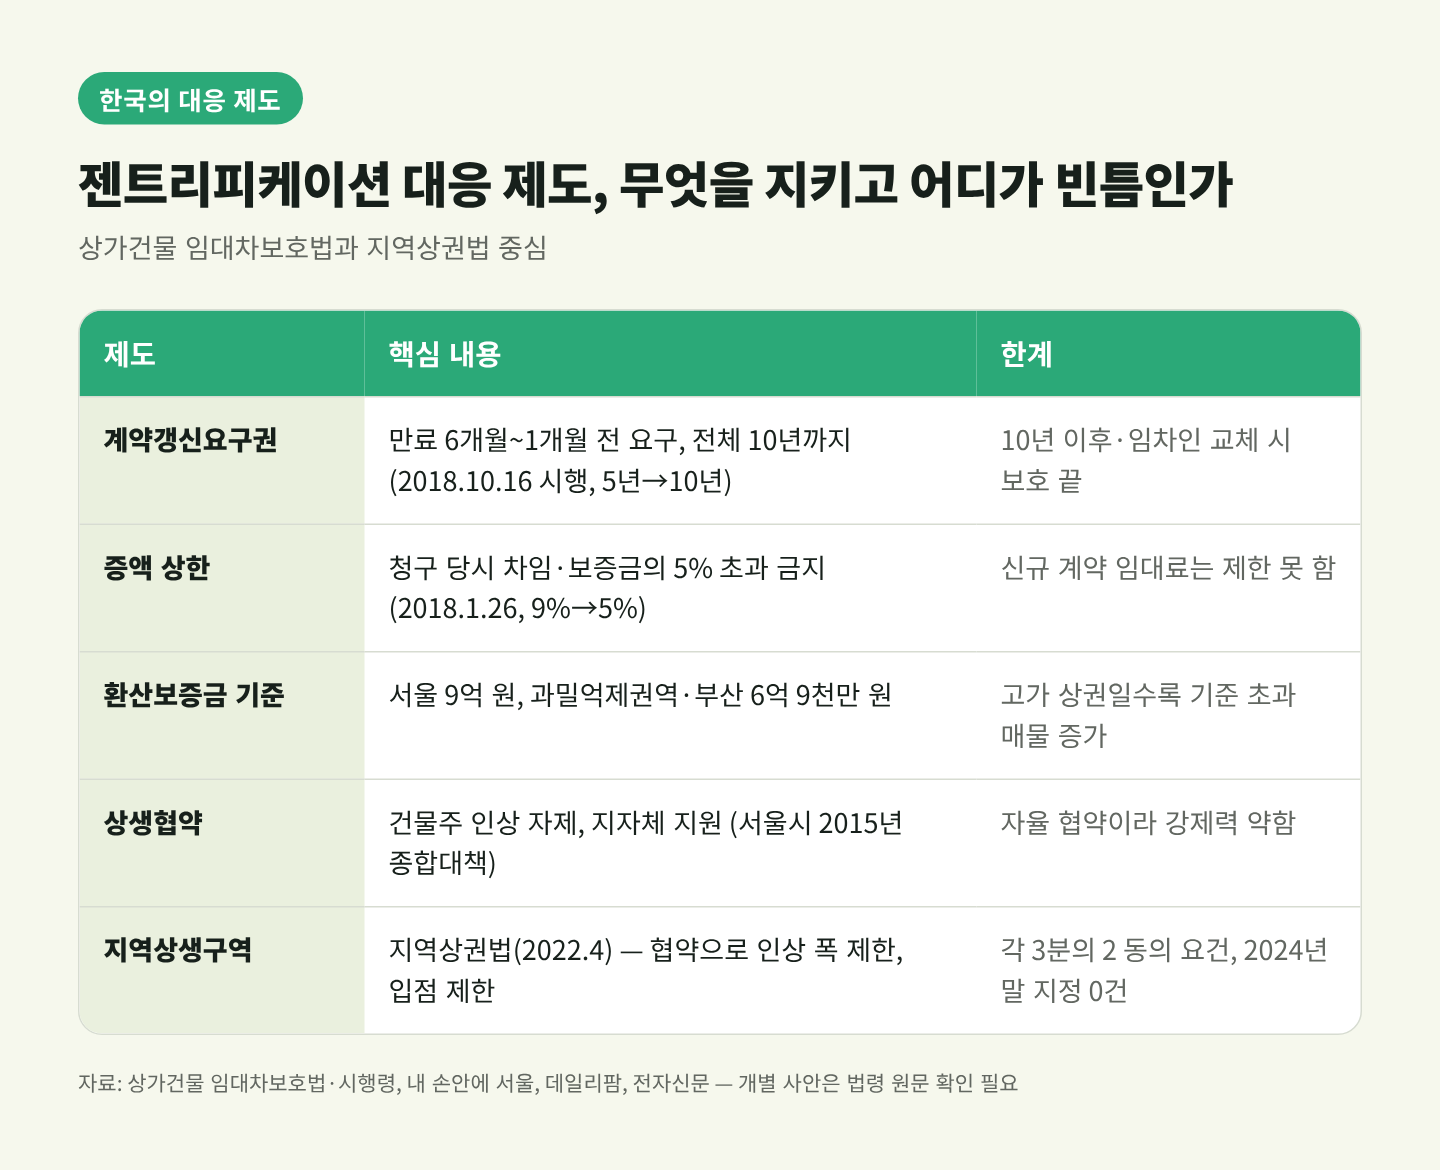 한국의 대응 제도
젠트리피케이션 대응 제도, 무엇을 지키고 어디가 빈틈인가
상가건물 임대차보호법과 지역상권법 중심
제도
핵심 내용
한계
계약갱신요구권
만료 6개월~1개월 전 요구, 전체 10년까지
(2018.10.16 시행, 5년→10년)
10년 이후·임차인 교체 시
보호 끝
증액 상한
청구 당시 차임·보증금의 5% 초과 금지
(2018.1.26, 9%→5%)
신규 계약 임대료는 제한 못 함
환산보증금 기준
서울 9억 원, 과밀억제권역·부산 6억 9천만 원
고가 상권일수록 기준 초과
매물 증가
상생협약
건물주 인상 자제, 지자체 지원 (서울시 2015년
종합대책)
자율 협약이라 강제력 약함
지역상생구역
지역상권법(2022.4) — 협약으로 인상 폭 제한,
입점 제한
각 3분의 2 동의 요건, 2024년
말 지정 0건
자료: 상가건물 임대차보호법·시행령, 내 손안에 서울, 데일리팜, 전자신문 — 개별 사안은 법령 원문 확인 필요